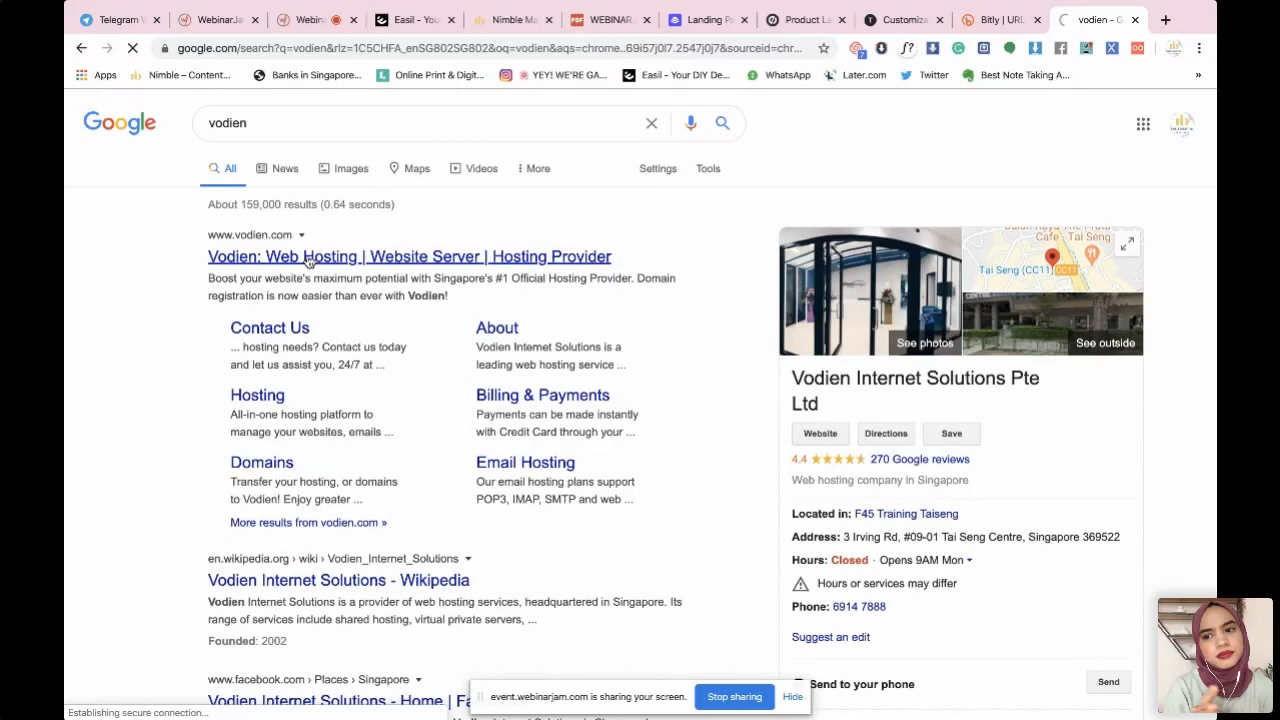 Telegram W
WebinarJa
Webin
Easil - You
Nimble Ma
WEBINAR
Landing Pa
Product La
Customiza
Bitly | URL
vodien - G
google.com/search?q=vodien&rlz=1C5CHFA_enSG802SG802&oq=vodien&aqs=chrome..69i57j0l7.2547j0j7&sourceid=chr...
Apps
Nimble – Content...
Banks in Singapore...
Online Print & Digit...
YEY! WE'RE GA...
Easil - Your DIY De...
WhatsApp
Later.com
Twitter
Best Note Taking A...
»
Google
vodien
All
News
Images
Maps
Videos
More
Settings
Tools
About 159,000 results (0.64 seconds)
www.vodien.com
Vodien: Web Hosting | Website Server | Hosting Provider
Boost your website's maximum potential with Singapore's #1 Official Hosting Provider. Domain
registration is now easier than ever with Vodien!
Contact Us
... hosting needs? Contact us today
and let us assist you, 24/7 at ...
About
Vodien Internet Solutions is a
leading web hosting service ...
Hosting
All-in-one hosting platform to
manage your websites, emails ...
Billing & Payments
Payments can be made instantly
with Credit Card through your ...
Domains
Transfer your hosting, or domains
to Vodien! Enjoy greater ...
Email Hosting
Our email hosting plans support
POP3, IMAP, SMTP and web ...
More results from vodien.com »
en.wikipedia.org › wiki › Vodien_Internet_Solutions
Vodien Internet Solutions - Wikipedia
Vodien Internet Solutions is a provider of web hosting services, headquartered in Singapore. Its
range of services include shared hosting, virtual private servers, ...
Founded: 2002
www.facebook.com › Places › Singapore
Vodien Internet Solutions - Home | Fa
Cafe - Tai Seng
Tai Seng (CC11)
CC11
See photos
See outside
Vodien Internet Solutions Pte
Ltd
Website
Directions
Save
4.4
270 Google reviews
Web hosting company in Singapore
Located in: F45 Training Taiseng
Address: 3 Irving Rd, #09-01 Tai Seng Centre, Singapore 369522
Hours: Closed · Opens 9AM Mon
Hours or services may differ
Phone: 6914 7888
Suggest an edit
Send to your phone
Send
event.webinarjam.com is sharing your screen.
Stop sharing
Hide
Establishing secure connection...